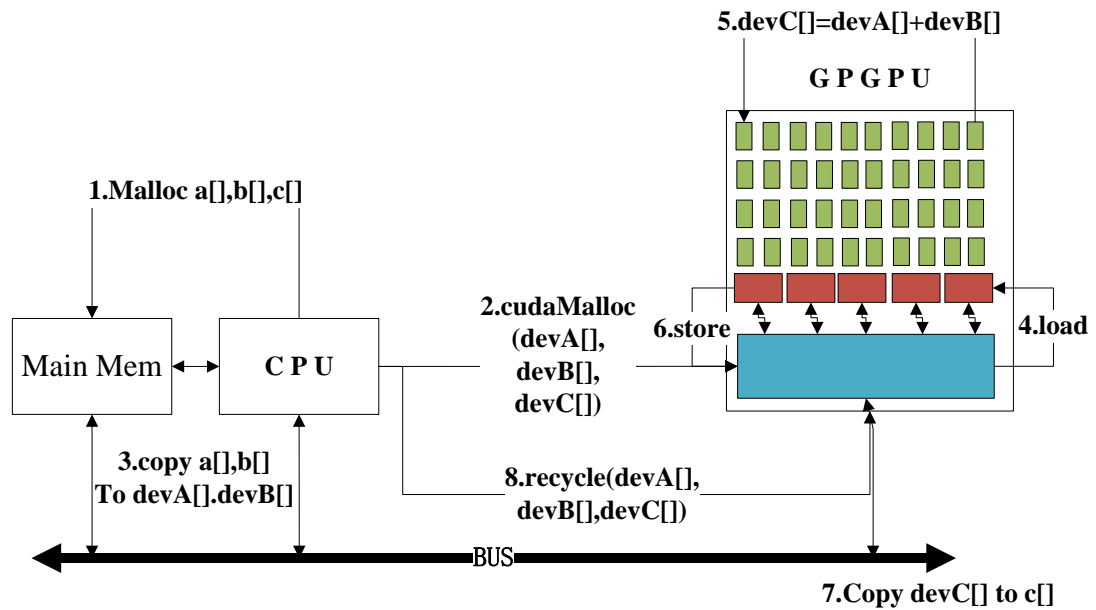 5.devC[]=devA[]+devB[]
G P G P U
1.Malloc a[],b[],c[]
2.cudaMalloc
(devA[],
devB[],
devC[])
6.store
4.load
Main Mem
C P U
3.copy a[],b[]
To devA[].devB[]
8.recycle(devA[],
devB[],devC[])
BUS
7.Copy devC[] to c[]